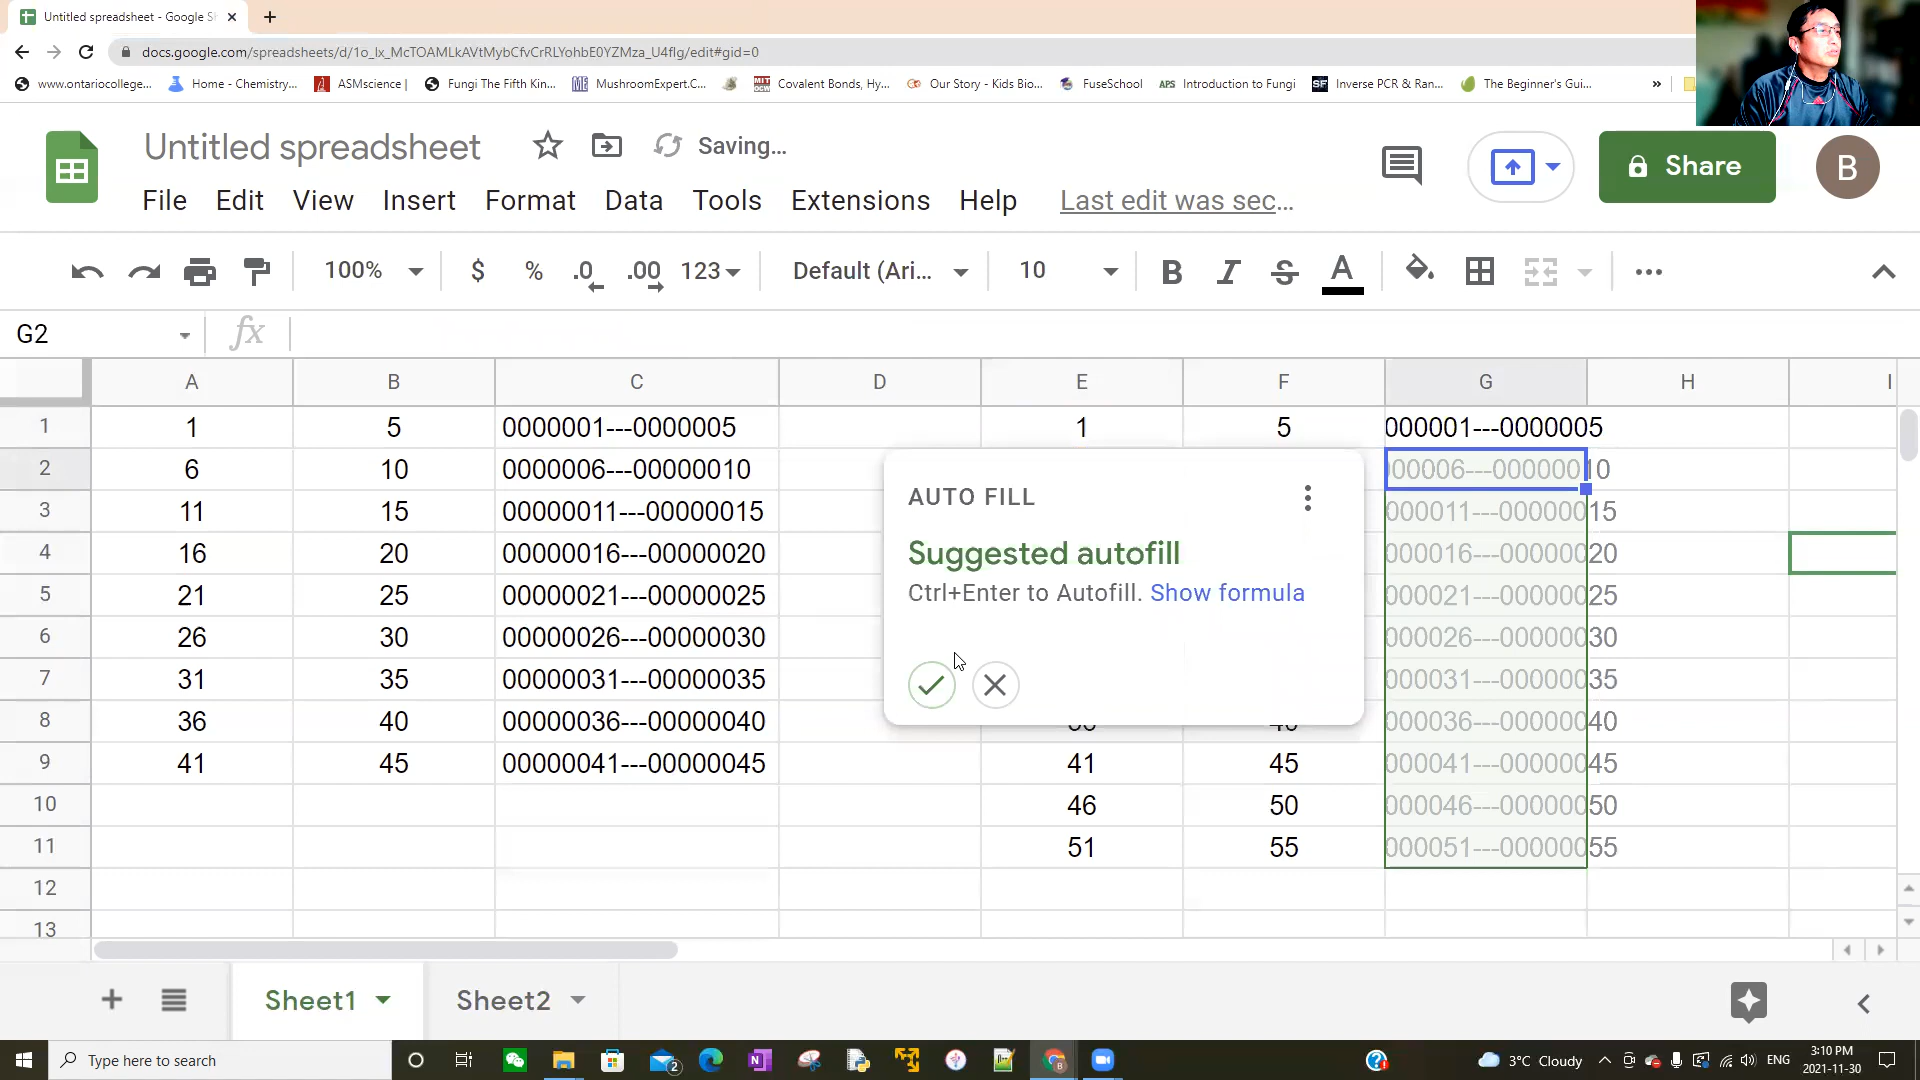 Untitled spreadsheet - Google Sh
docs.google.com/spreadsheets/d/1o_lx_McTOAMLkAVtMybCfvCrRLYohbE0YZMza_U4flg/edit#gid=0
www.ontariocollege... Home - Chemistry... ASMscience | Fungi The Fifth Kin... MushroomExpert.C... Covalent Bonds, Hy... Our Story - Kids Bio... FuseSchool APS Introduction to Fungi SF Inverse PCR & Ran... The Beginner's Gui... »
Untitled spreadsheet Saving... Share B
File Edit View Insert Format Data Tools Extensions Help Last edit was sec...
100% $ % .0 .00 123 Default (Ari... 10 B I S A
G2 fx
A B C D E F G H I
1 1 5 0000001---0000005 1 5 000001---0000005
2 6 10 0000006---00000010 000006---00000010
3 11 15 00000011---00000015 000011---00000015
4 16 20 00000016---00000020 000016---00000020
5 21 25 00000021---00000025 000021---00000025
6 26 30 00000026---00000030 000026---00000030
7 31 35 00000031---00000035 000031---00000035
8 36 40 00000036---00000040 000036---00000040
9 41 45 00000041---00000045 41 45 000041---00000045
10 46 50 000046---00000050
11 51 55 000051---00000055
12
13
AUTO FILL
Suggested autofill
Ctrl+Enter to Autofill. Show formula
Sheet1 Sheet2
Type here to search 2 3°C Cloudy ENG 3:10 PM
2021-11-30